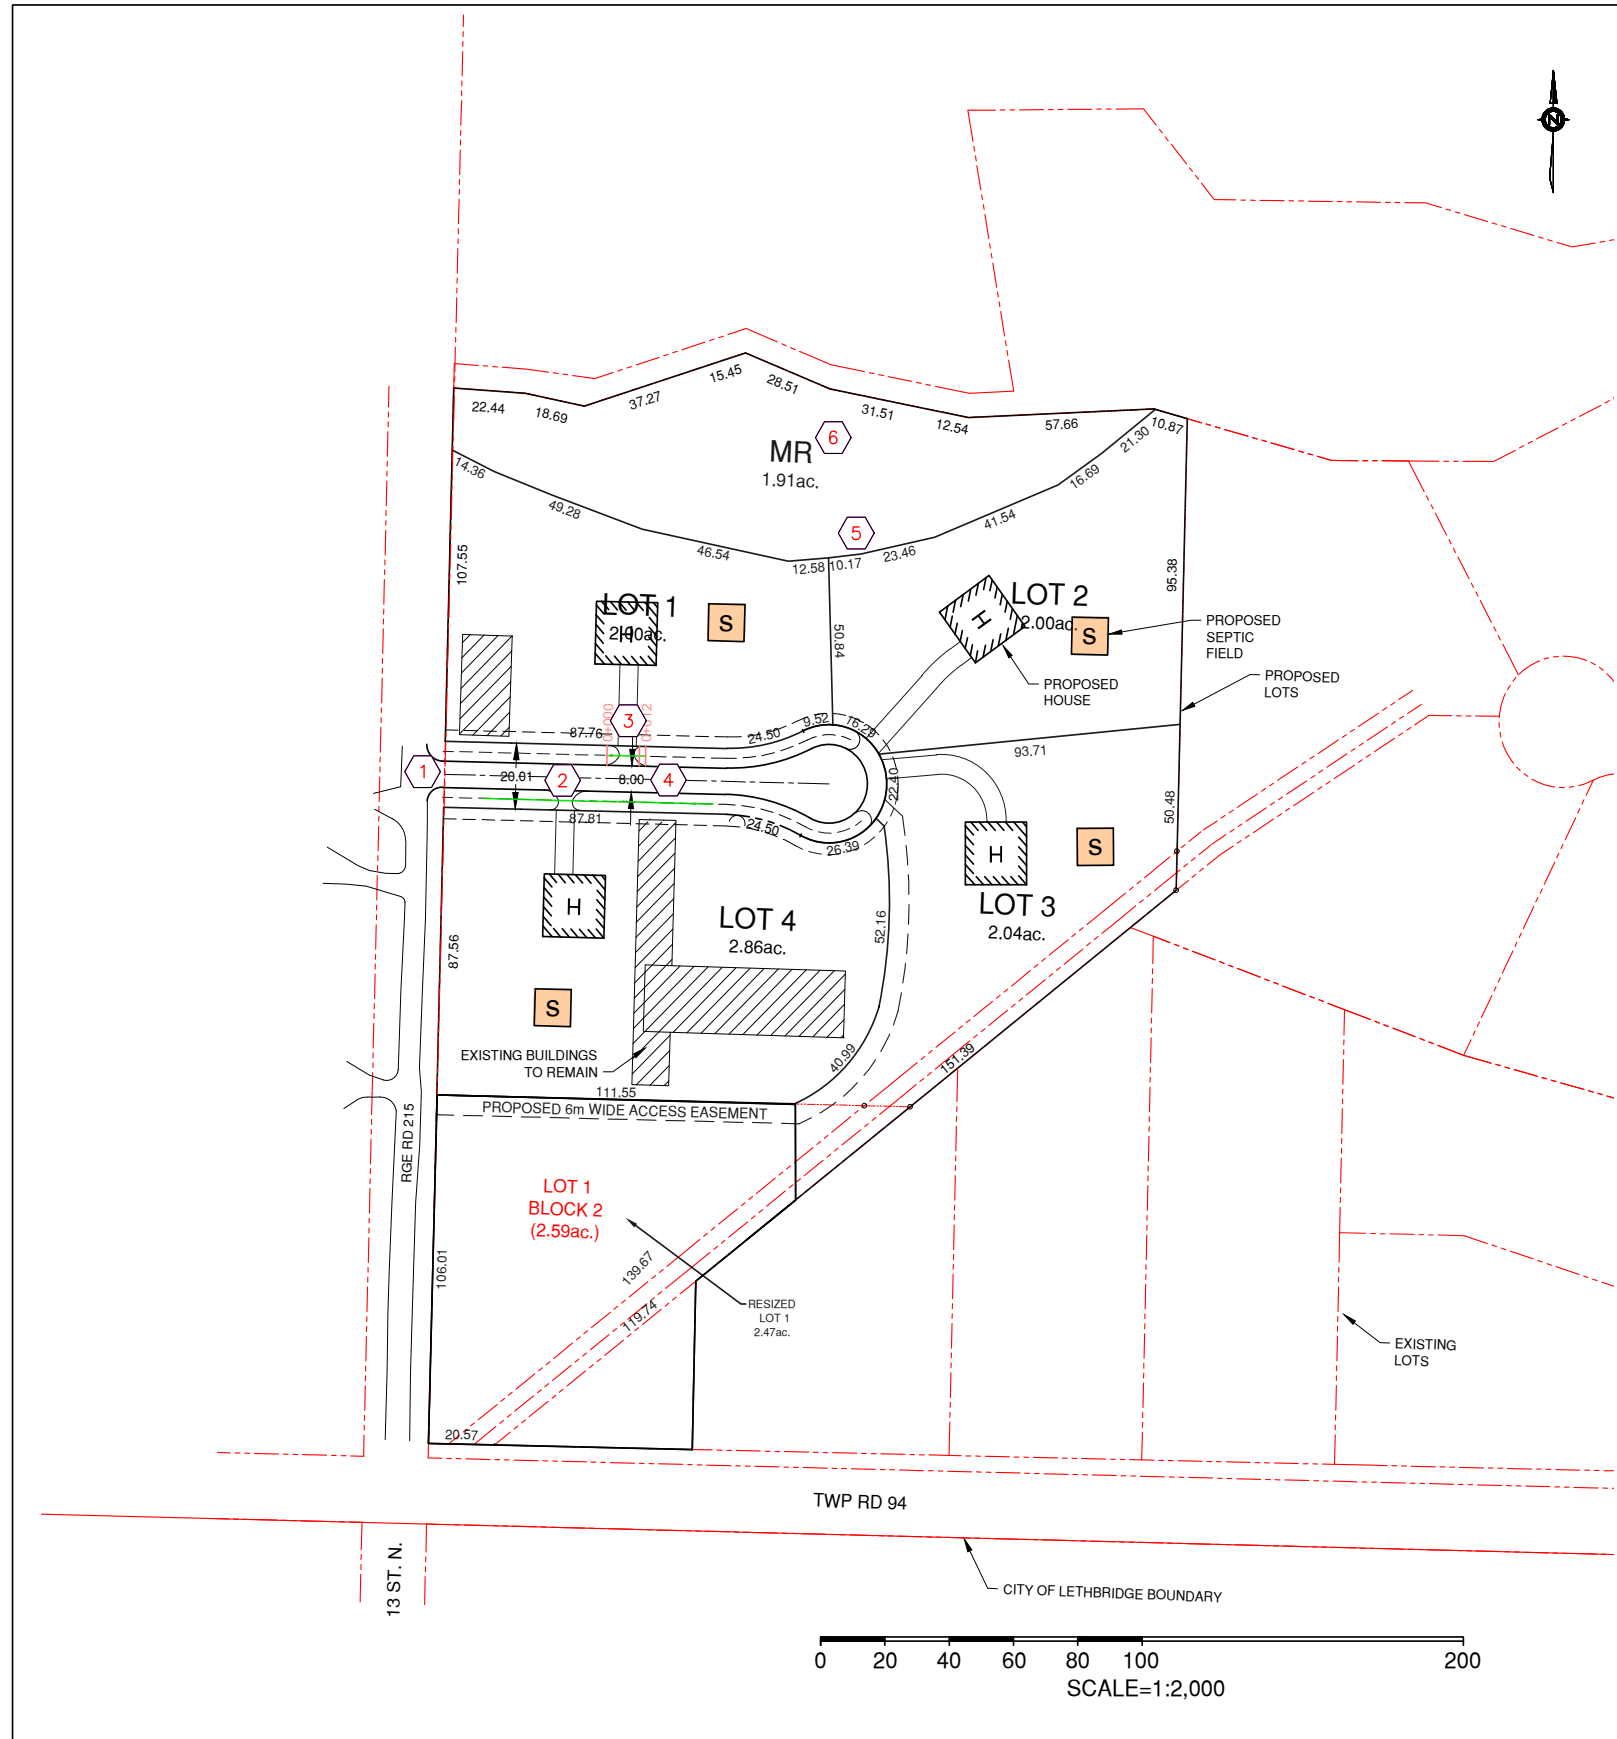 N
15.45
28.51
37.27
22.44
18.69
31.51
12.54
57.66
10.87
21.30
6
MR
1.91ac.
14.36
16.69
49.28
41.54
5
46.54
12.58
10.17
23.46
107.55
95.38
LOT 1
2.00ac.
H
S
LOT 2
2.00ac.
H
S
PROPOSED
SEPTIC
FIELD
50.84
PROPOSED
HOUSE
PROPOSED
LOTS
0+000
0+012
3
87.76
24.50
9.52
16.29
93.71
1
20.01
2
8.00
4
22.40
87.81
24.50
26.39
50.48
H
S
LOT 3
2.04ac.
H
LOT 4
2.86ac.
52.16
87.56
S
EXISTING BUILDINGS
TO REMAIN
40.99
151.39
111.55
PROPOSED 6m WIDE ACCESS EASEMENT
RGE RD 215
LOT 1
BLOCK 2
(2.59ac.)
106.01
139.67
119.74
RESIZED
LOT 1
2.47ac.
EXISTING
LOTS
20.57
TWP RD 94
13 ST. N.
CITY OF LETHBRIDGE BOUNDARY
0 20 40 60 80 100 200
SCALE=1:2,000